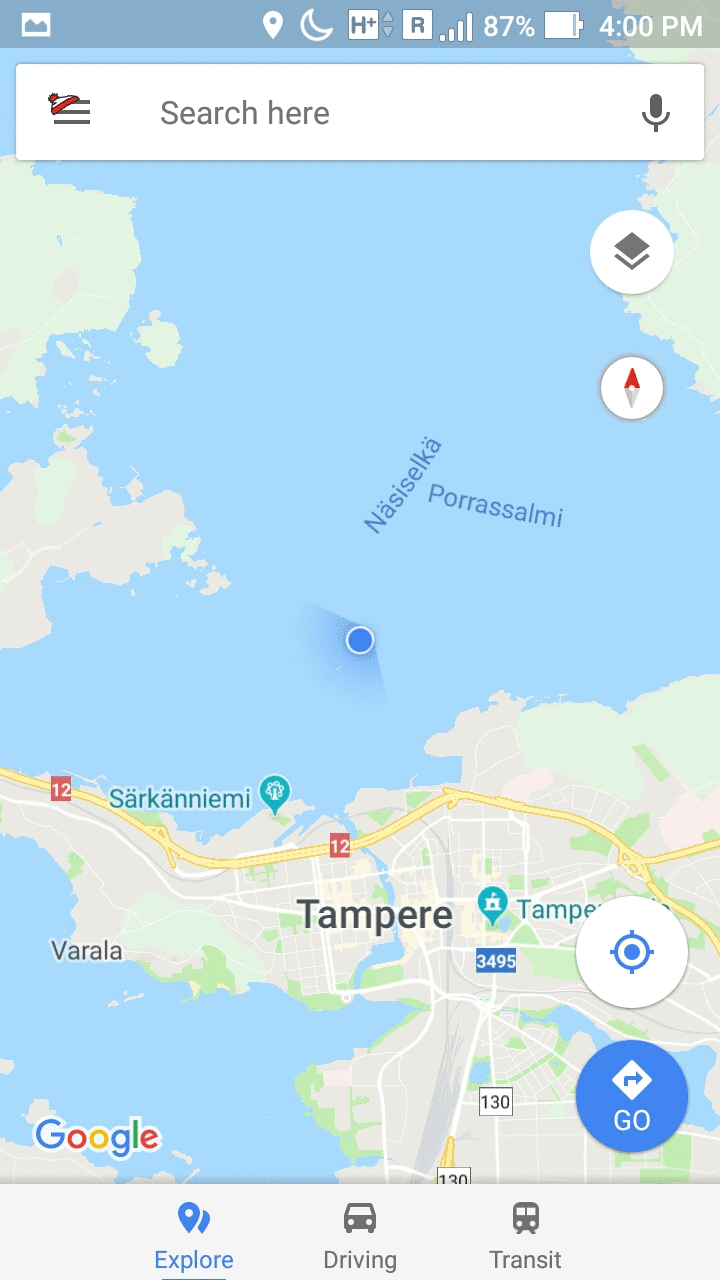 H+ R 87% 4:00 PM
Search here
Näsiselkä
Porrassalmi
12
Särkänniemi
12
Tampere
Varala
3495
130
Google
GO
130
Explore Driving Transit